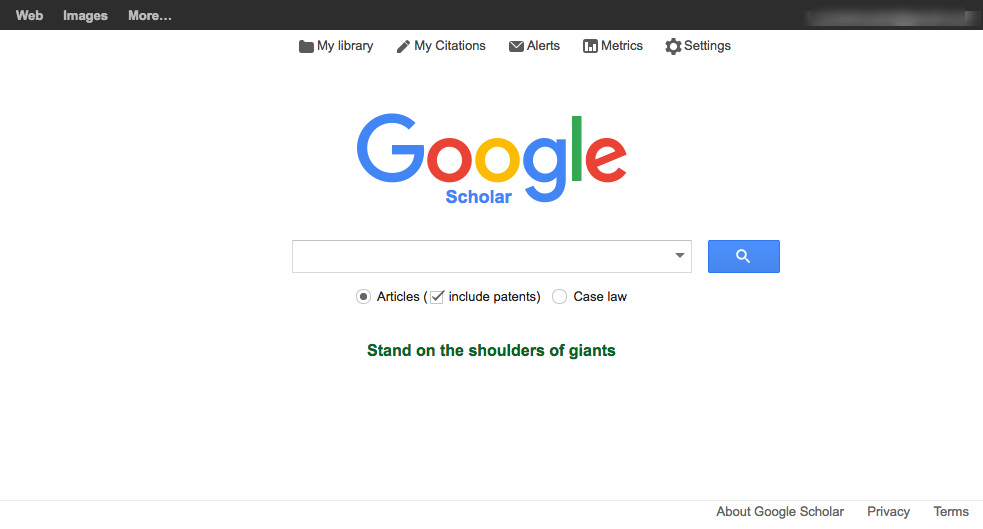 Web Images More…
My library My Citations Alerts Metrics Settings
Google
Scholar
Articles ( include patents) Case law
Stand on the shoulders of giants
About Google Scholar Privacy Terms